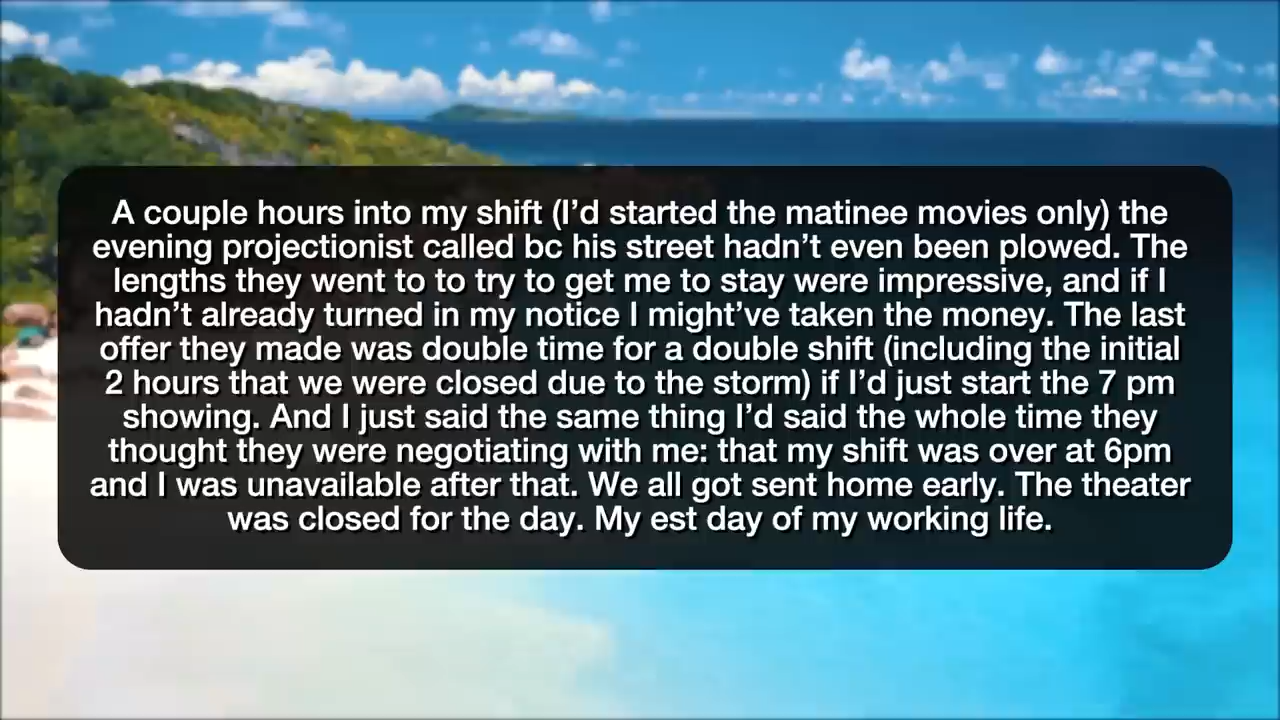 A couple hours into my shift (I’d started the matinee movies only) the
evening projectionist called bc his street hadn’t even been plowed. The
lengths they went to to try to get me to stay were impressive, and if I
hadn’t already turned in my notice I might’ve taken the money. The last
offer they made was double time for a double shift (including the initial
2 hours that we were closed due to the storm) if I’d just start the 7 pm
showing. And I just said the same thing I’d said the whole time they
thought they were negotiating with me: that my shift was over at 6pm
and I was unavailable after that. We all got sent home early. The theater
was closed for the day. My est day of my working life.